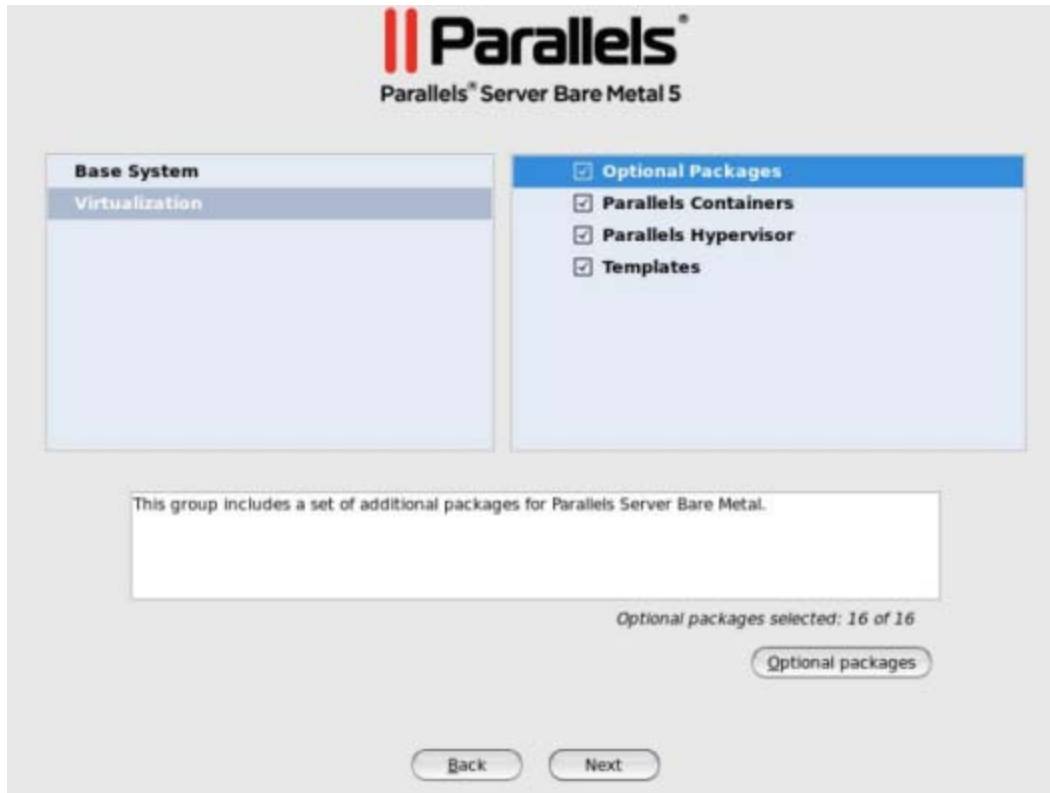 Parallels®
Parallels® Server Bare Metal 5
Base System
Virtualization
Optional Packages
Parallels Containers
Parallels Hypervisor
Templates
This group includes a set of additional packages for Parallels Server Bare Metal.
Optional packages selected: 16 of 16
Optional packages
Back
Next